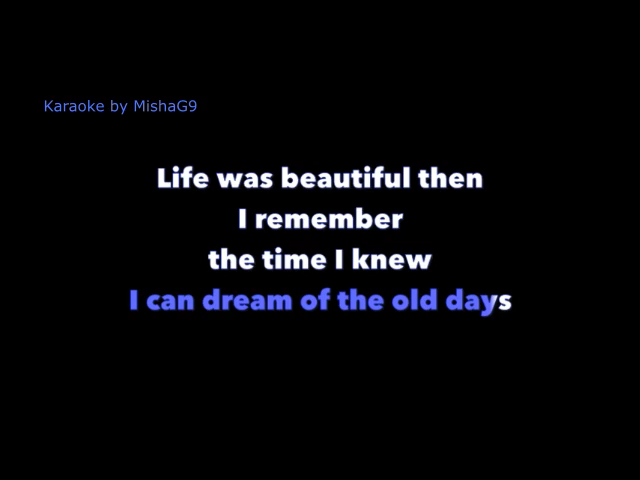 Karaoke by MishaG9
Life was beautiful then
I remember
the time I knew
I can dream of the old days